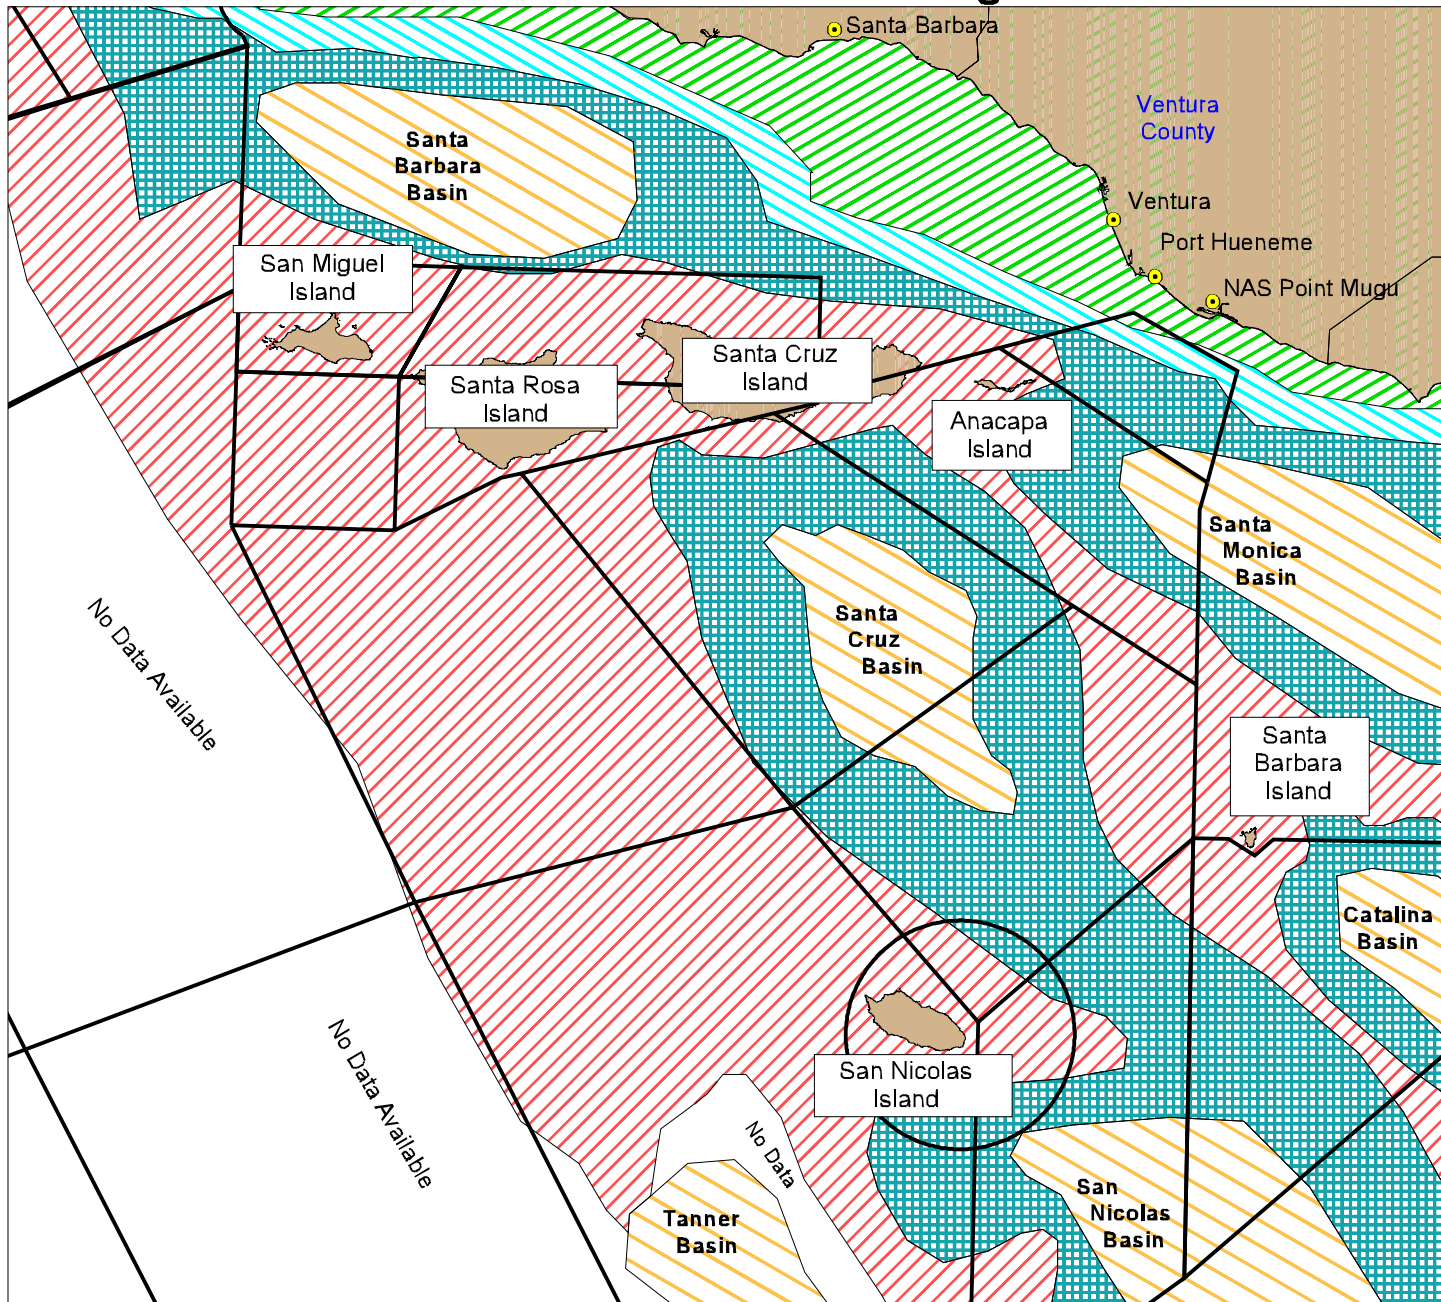 Santa Barbara
Ventura
County
Santa
Barbara
Basin
Ventura
Port Hueneme
San Miguel
Island
NAS Point Mugu
Santa Cruz
Island
Santa Rosa
Island
Anacapa
Island
Santa
Monica
Basin
No Data Available
Santa
Cruz
Basin
Santa
Barbara
Island
Catalina
Basin
San Nicolas
Island
No Data Available
No Data
San
Nicolas
Basin
Tanner
Basin